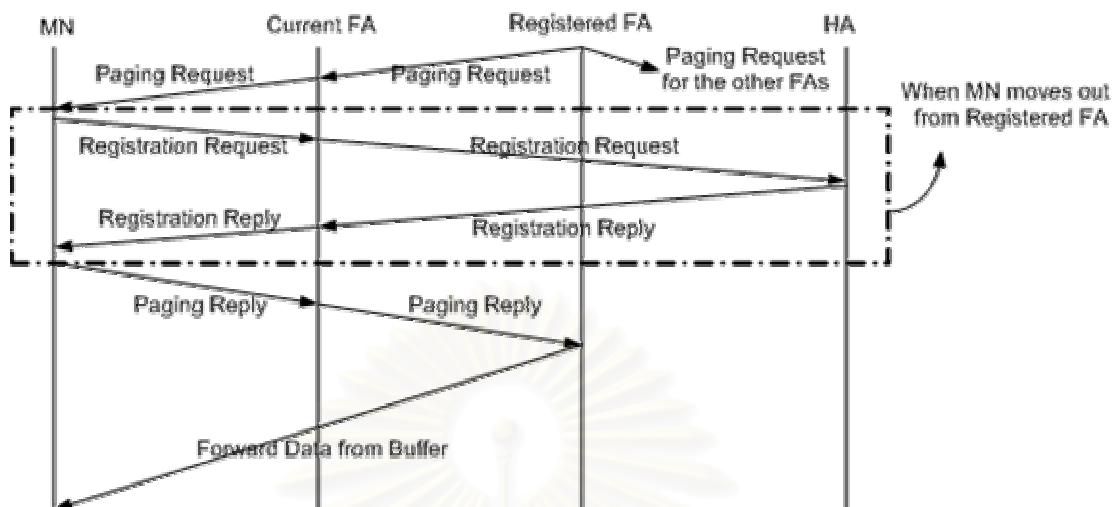 MN
Current FA
Registered FA
HA
Paging Request
Paging Request
Paging Request
for the other FAs
When MN moves out
from Registered FA
Registration Request
Registration Request
Registration Reply
Registration Reply
Paging Reply
Paging Reply
Forward Data from Buffer